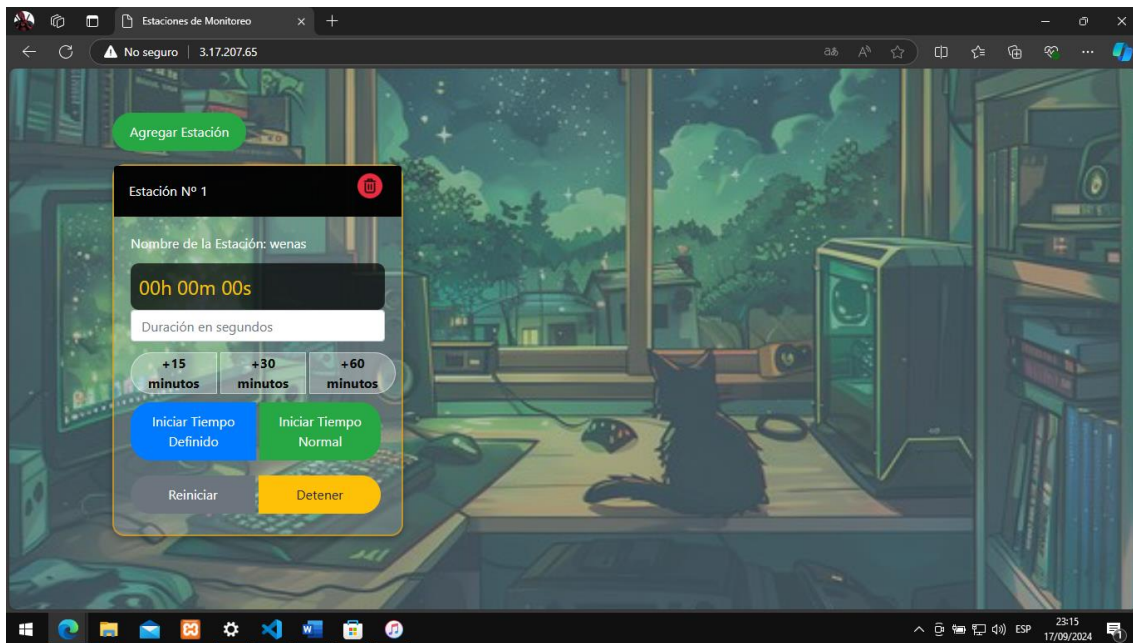 Estaciones de Monitoreo
No seguro
3.17.207.65
Agregar Estación
Estación Nº 1
Nombre de la Estación: wenas
00h 00m 00s
Duración en segundos
+15
minutos
+30
minutos
+60
minutos
Iniciar Tiempo
Definido
Iniciar Tiempo
Normal
Reiniciar
Detener
ESP
23:15
17/09/2024